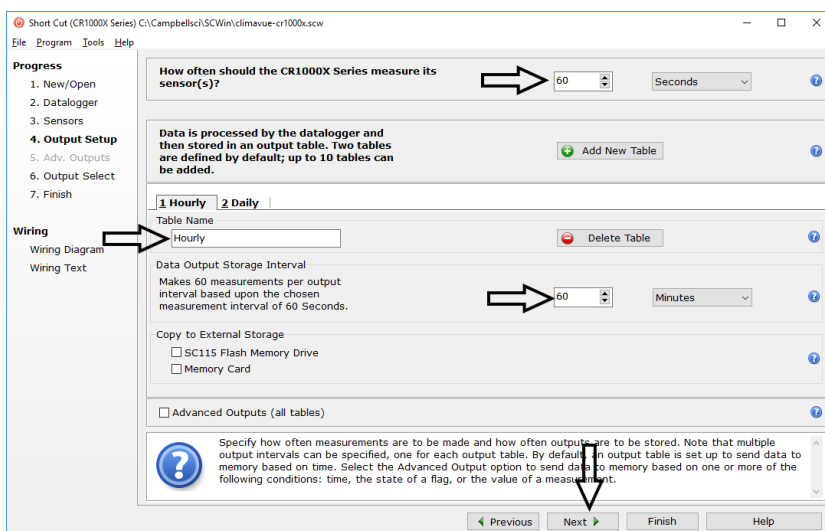 Short Cut (CR1000X Series) C:\Campbellsci\SCWin\climavue-cr1000x.scw
File Program Tools Help
Progress
1. New/Open
2. Datalogger
3. Sensors
4. Output Setup
5. Adv. Outputs
6. Output Select
7. Finish
Wiring
Wiring Diagram
Wiring Text
How often should the CR1000X Series measure its
sensor(s)?
60
Seconds
Data is processed by the datalogger and
then stored in an output table. Two tables
are defined by default; up to 10 tables can
be added.
Add New Table
1 Hourly 2 Daily
Table Name
Hourly
Delete Table
Data Output Storage Interval
Makes 60 measurements per output
interval based upon the chosen
measurement interval of 60 Seconds.
60
Minutes
Copy to External Storage
SC115 Flash Memory Drive
Memory Card
Advanced Outputs (all tables)
Specify how often measurements are to be made and how often outputs are to be stored. Note that multiple
output intervals can be specified, one for each output table. By default, an output table is set up to send data to
memory based on time. Select the Advanced Output option to send data to memory based on one or more of the
following conditions: time, the state of a flag, or the value of a measurement.
Previous Next Finish Help